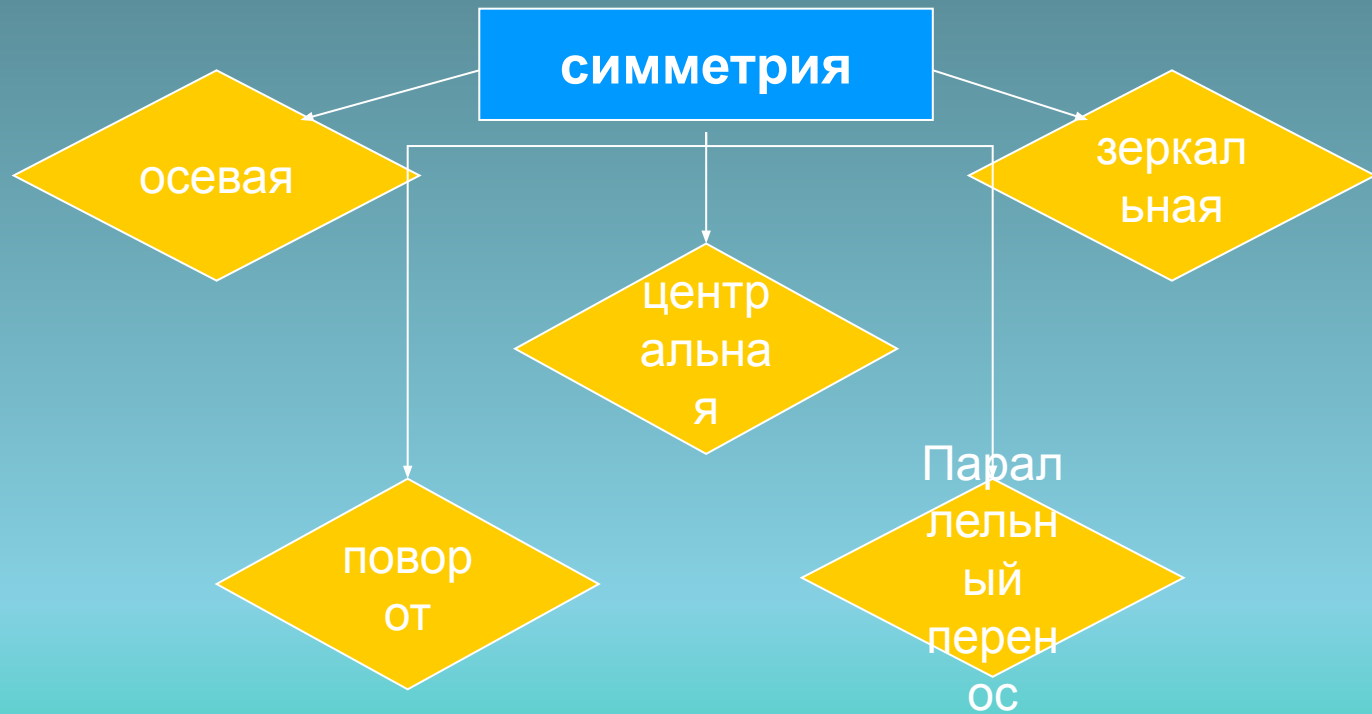 симметрия
осевая
зеркал
ьная
центр
альна
я
повор
от
Парал
лельн
ый
перен
ос